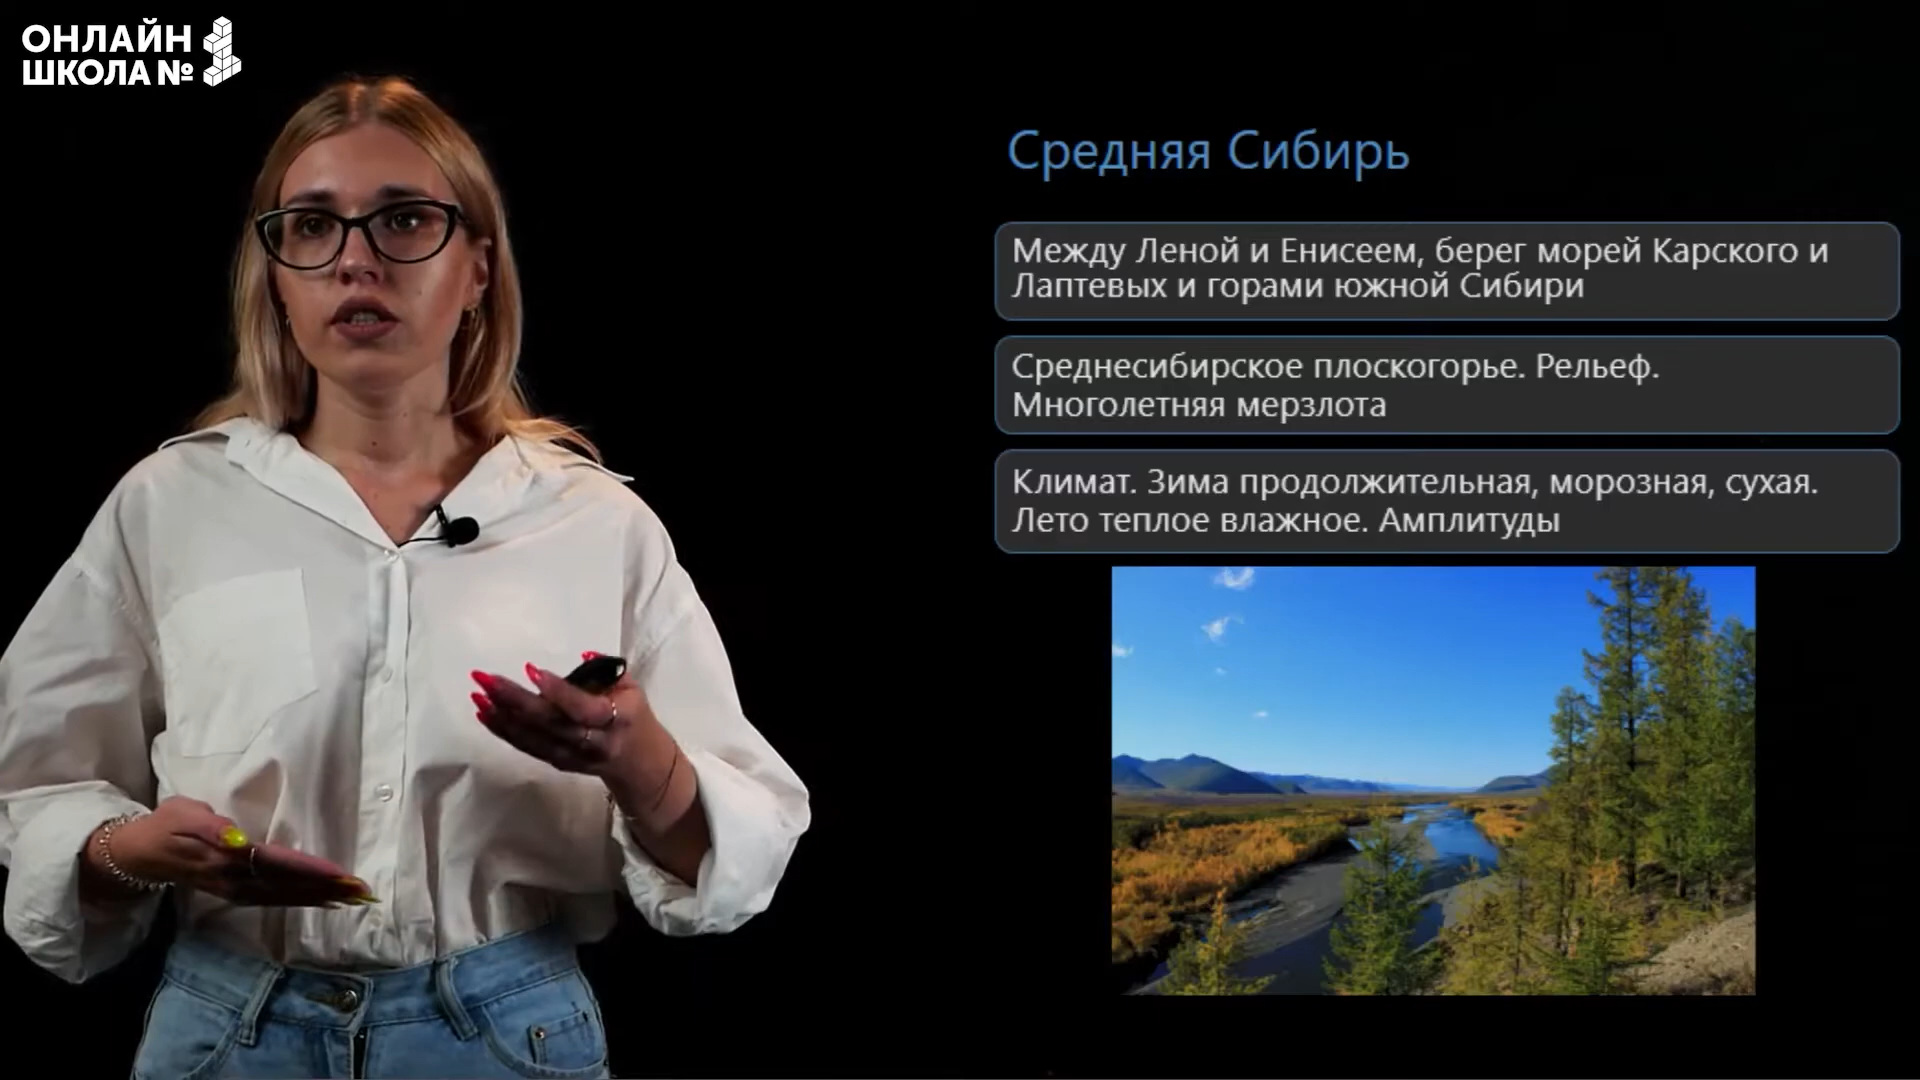 ОНЛАЙН
ШКОЛА №1
Средняя Сибирь
Между Леной и Енисеем, берег морей Карского и
Лаптевых и горами южной Сибири
Среднесибирское плоскогорье. Рельеф.
Многолетняя мерзлота
Климат. Зима продолжительная, морозная, сухая.
Лето теплое влажное. Амплитуды